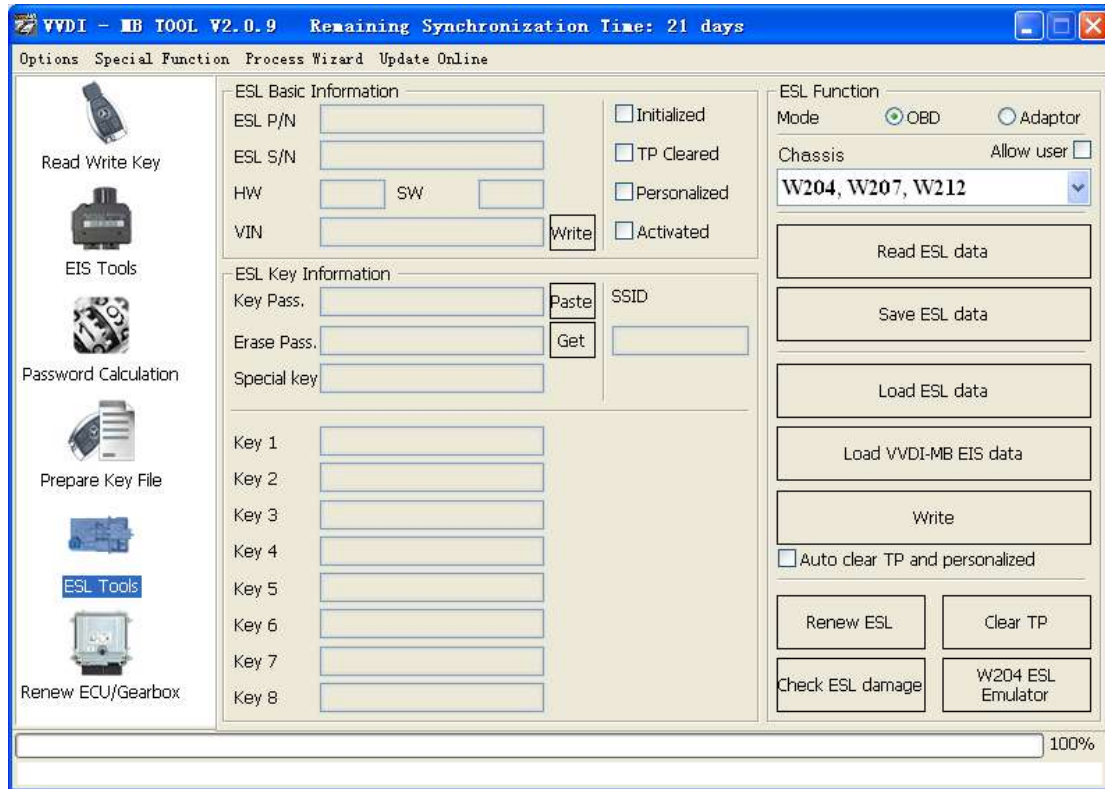 VVDI - MB TOOL V2.0.9 Remaining Synchronization Time: 21 days
Options Special Function Process Wizard Update Online
Read Write Key
EIS Tools
Password Calculation
Prepare Key File
ESL Tools
Renew ECU/Gearbox
ESL Basic Information
ESL P/N
Initialized
ESL S/N
TP Cleared
HW SW
Personalized
VIN Write
Activated
ESL Key Information
Key Pass. Paste SSID
Erase Pass. Get
Special key
Key 1
Key 2
Key 3
Key 4
Key 5
Key 6
Key 7
Key 8
ESL Function
Mode OBD Adaptor
Chassis Allow user
W204, W207, W212
Read ESL data
Save ESL data
Load ESL data
Load VVDI-MB EIS data
Write
Auto clear TP and personalized
Renew ESL Clear TP
Check ESL damage W204 ESL
Emulator
100%